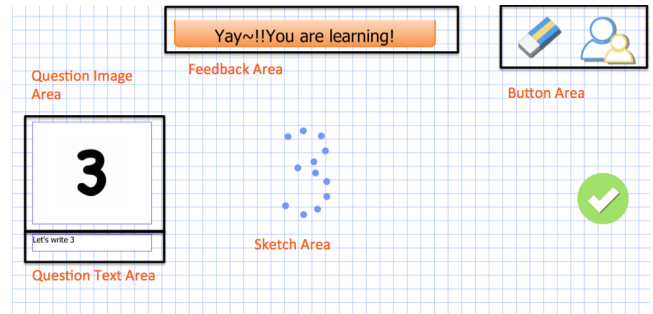 Yay~!!You are learning!
Feedback Area
Button Area
Question Image
Area
3
Let's write 3
Question Text Area
Sketch Area